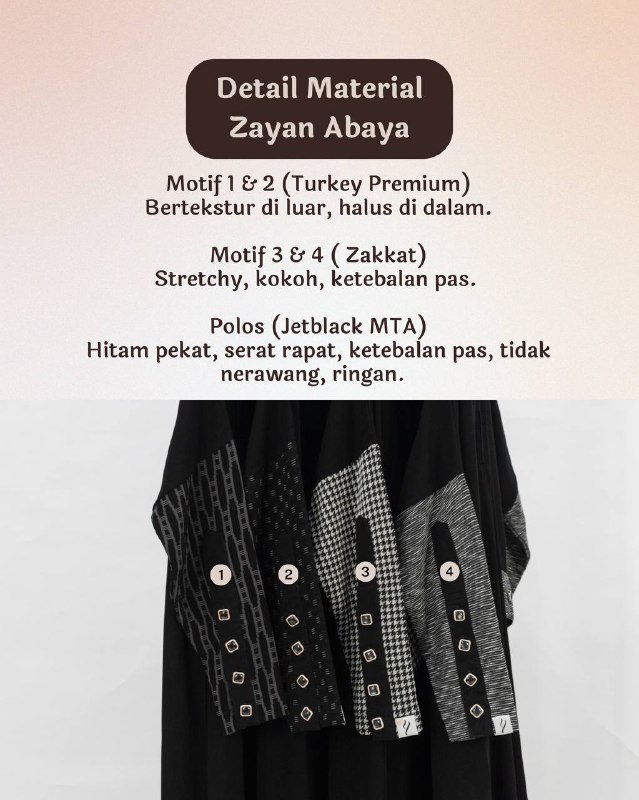 Detail Material
Zayan Abaya
Motif 1 & 2 (Turkey Premium)
Bertekstur di luar, halus di dalam.
Motif 3 & 4 ( Zakkat)
Stretchy, kokoh, ketebalan pas.
Polos (Jetblack MTA)
Hitam pekat, serat rapat, ketebalan pas, tidak
nerawang, ringan.
1
2
3
4